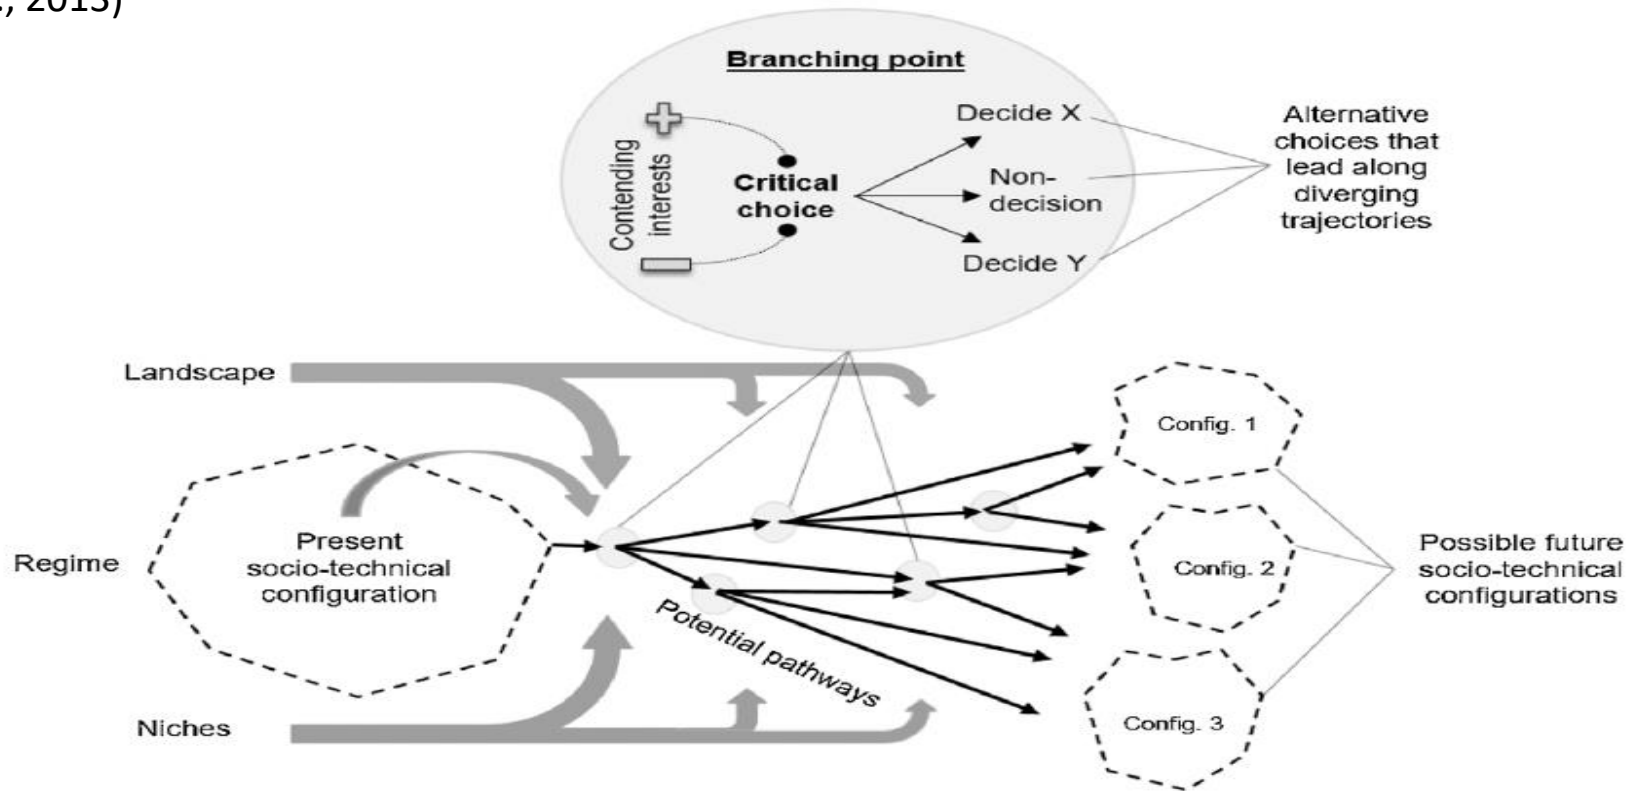 ., 2013)
Branching point
Contending
interests
Critical
choice
Decide X
Non-
decision
Decide Y
Alternative
choices that
lead along
diverging
trajectories
Landscape
Regime
Present
socio-technical
configuration
Niches
Potential pathways
Config. 1
Config. 2
Config. 3
Possible future
socio-technical
configurations